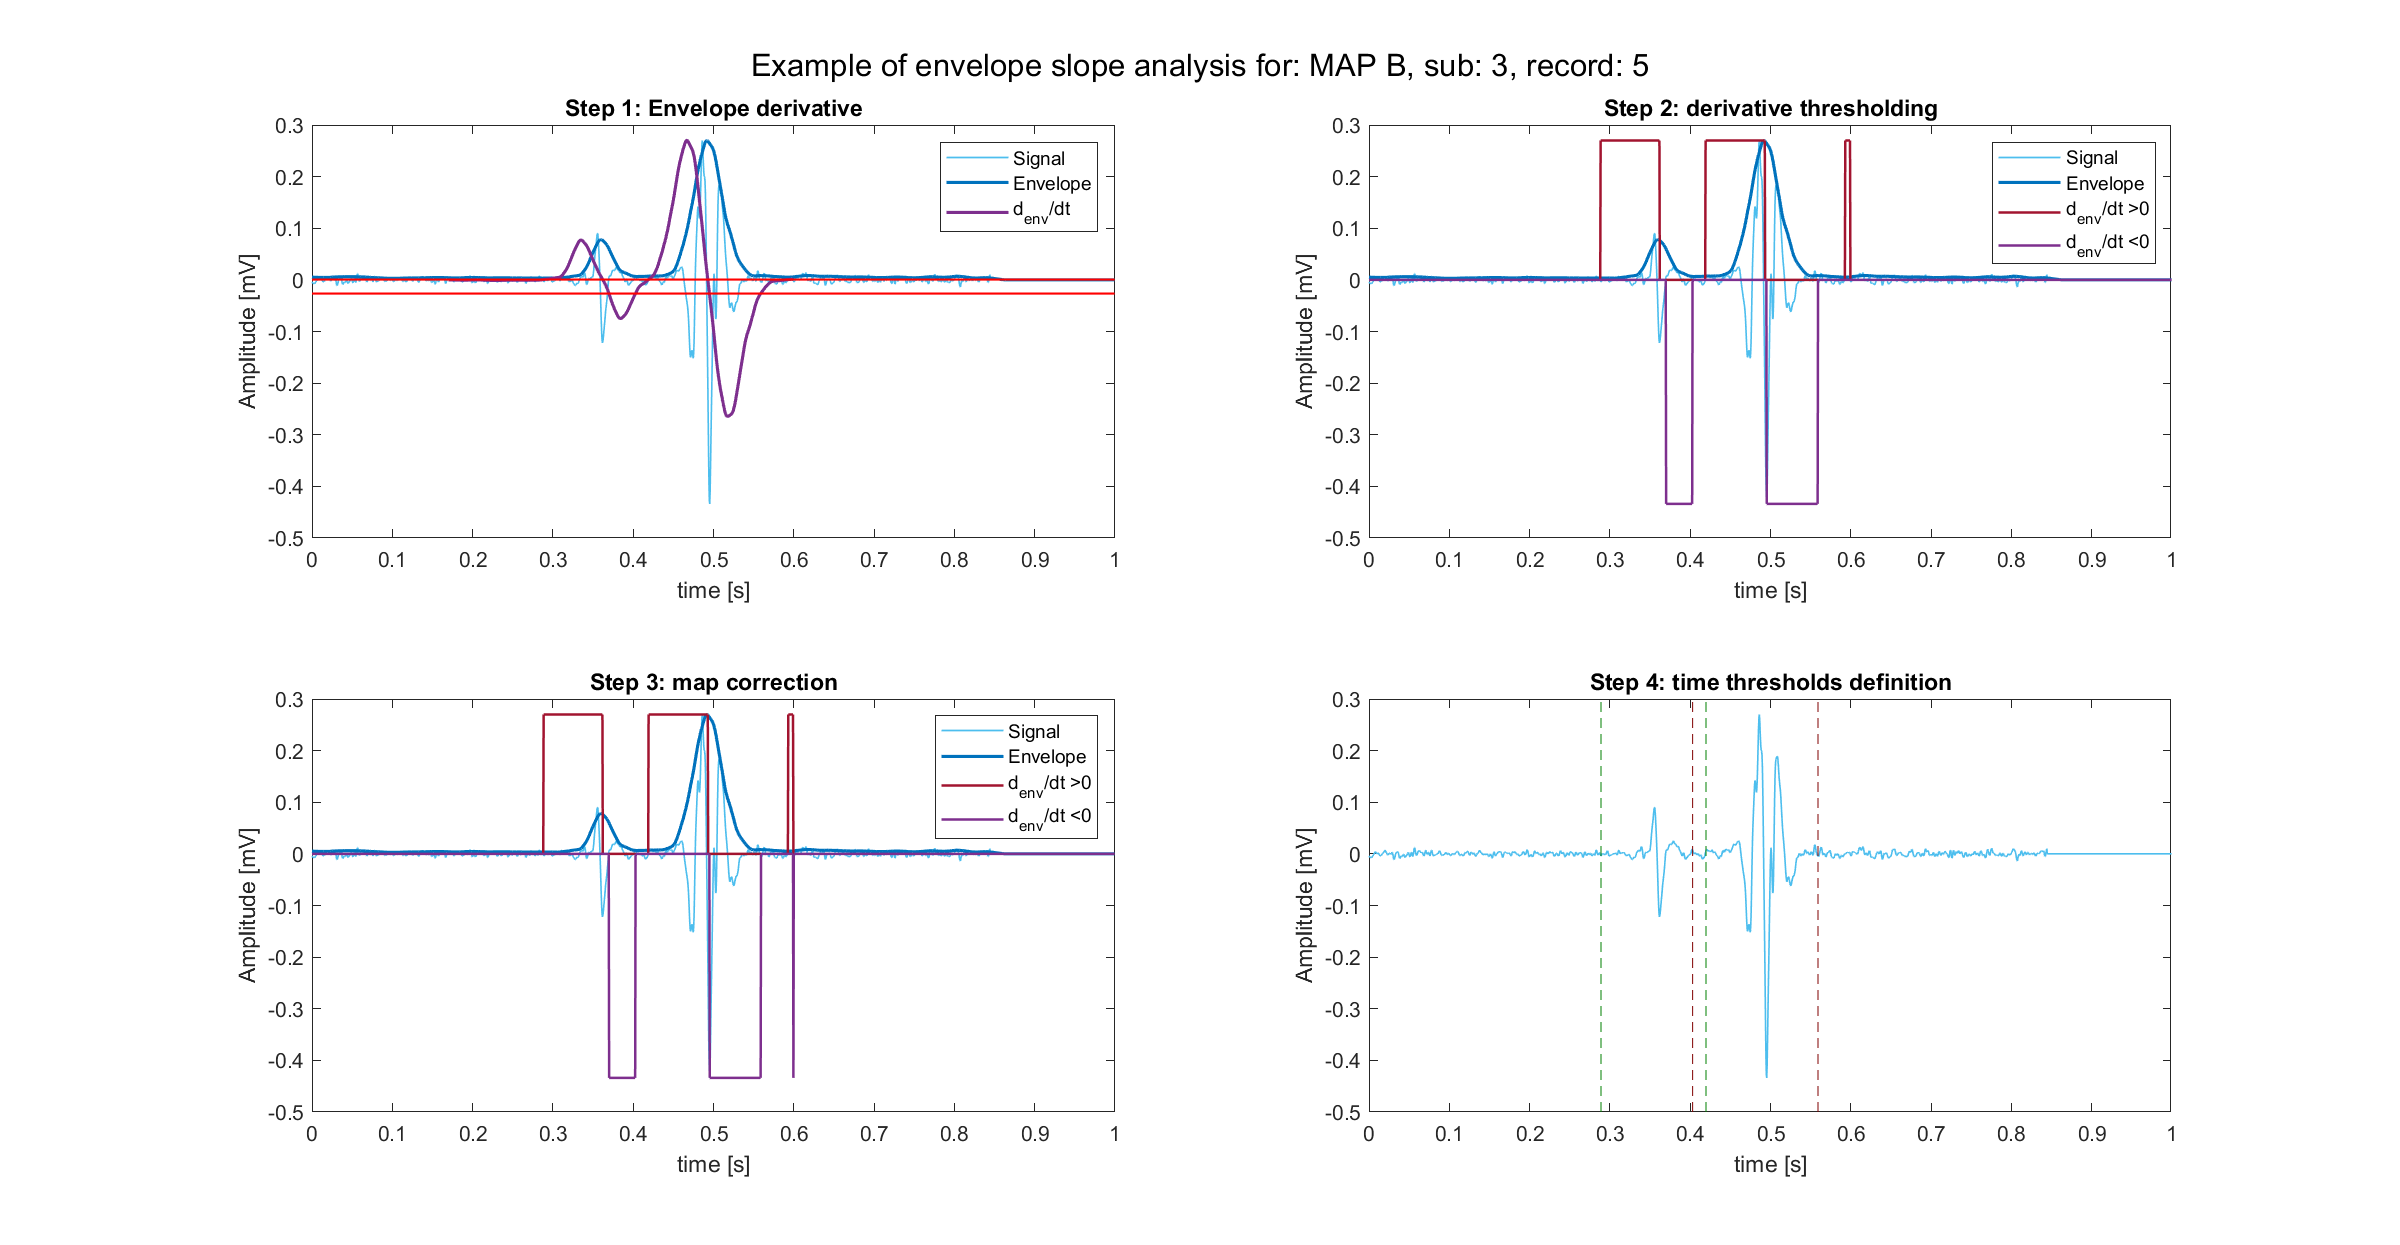 Example of envelope slope analysis for: MAP B, sub: 3, record: 5
Step 1: Envelope derivative
0.3
0.2
0.1
0
-0.1
-0.2
-0.3
-0.4
-0.5
Amplitude [mV]
Signal
Envelope
d_env/dt
0 0.1 0.2 0.3 0.4 0.5 0.6 0.7 0.8 0.9 1
time [s]
Step 2: derivative thresholding
0.3
0.2
0.1
0
-0.1
-0.2
-0.3
-0.4
-0.5
Amplitude [mV]
Signal
Envelope
d_env/dt >0
d_env/dt <0
0 0.1 0.2 0.3 0.4 0.5 0.6 0.7 0.8 0.9 1
time [s]
Step 3: map correction
0.3
0.2
0.1
0
-0.1
-0.2
-0.3
-0.4
-0.5
Amplitude [mV]
Signal
Envelope
d_env/dt >0
d_env/dt <0
0 0.1 0.2 0.3 0.4 0.5 0.6 0.7 0.8 0.9 1
time [s]
Step 4: time thresholds definition
0.3
0.2
0.1
0
-0.1
-0.2
-0.3
-0.4
-0.5
Amplitude [mV]
0 0.1 0.2 0.3 0.4 0.5 0.6 0.7 0.8 0.9 1
time [s]